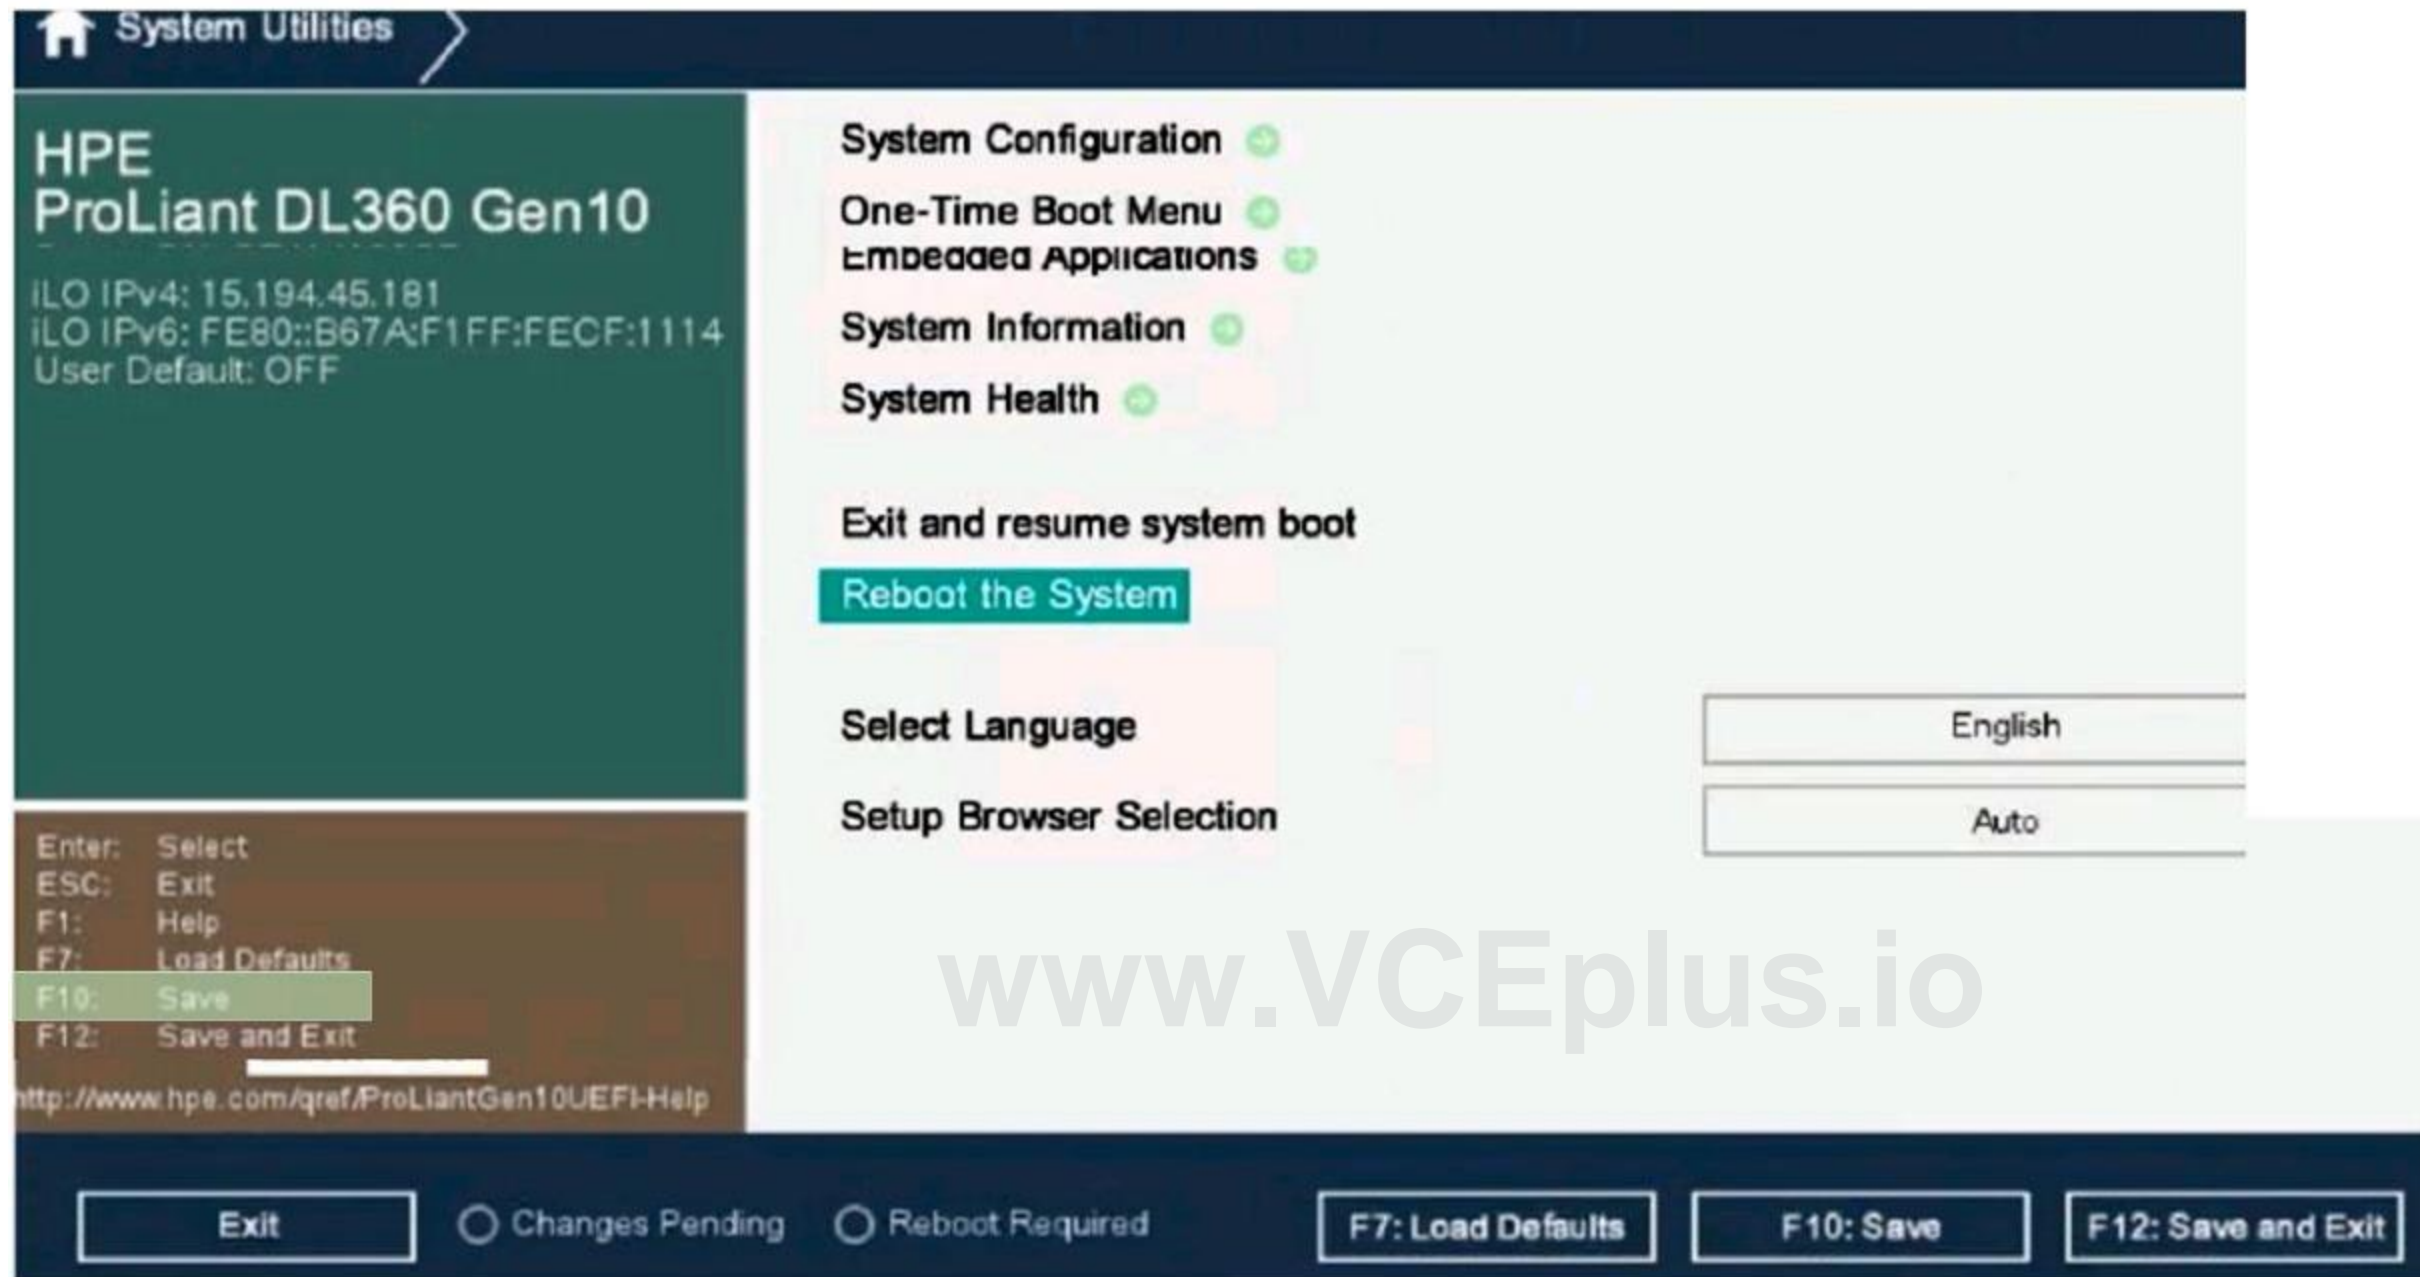 System Utilities
HPE
ProLiant DL360 Gen10
iLO IPv4: 15.194.45.181
iLO IPv6: FE80::B67A:F1FF:FECF:1114
User Default: OFF
Enter: Select
ESC: Exit
F1: Help
F7: Load Defaults
F10: Save
F12: Save and Exit
http://www.hpe.com/qref/ProLiantGen10UEFI-Help
System Configuration
One-Time Boot Menu
Embedded Applications
System Information
System Health
Exit and resume system boot
Reboot the System
Select Language English
Setup Browser Selection Auto
www.VCEplus.io
Exit Changes Pending Reboot Required F7: Load Defaults F10: Save F12: Save and Exit